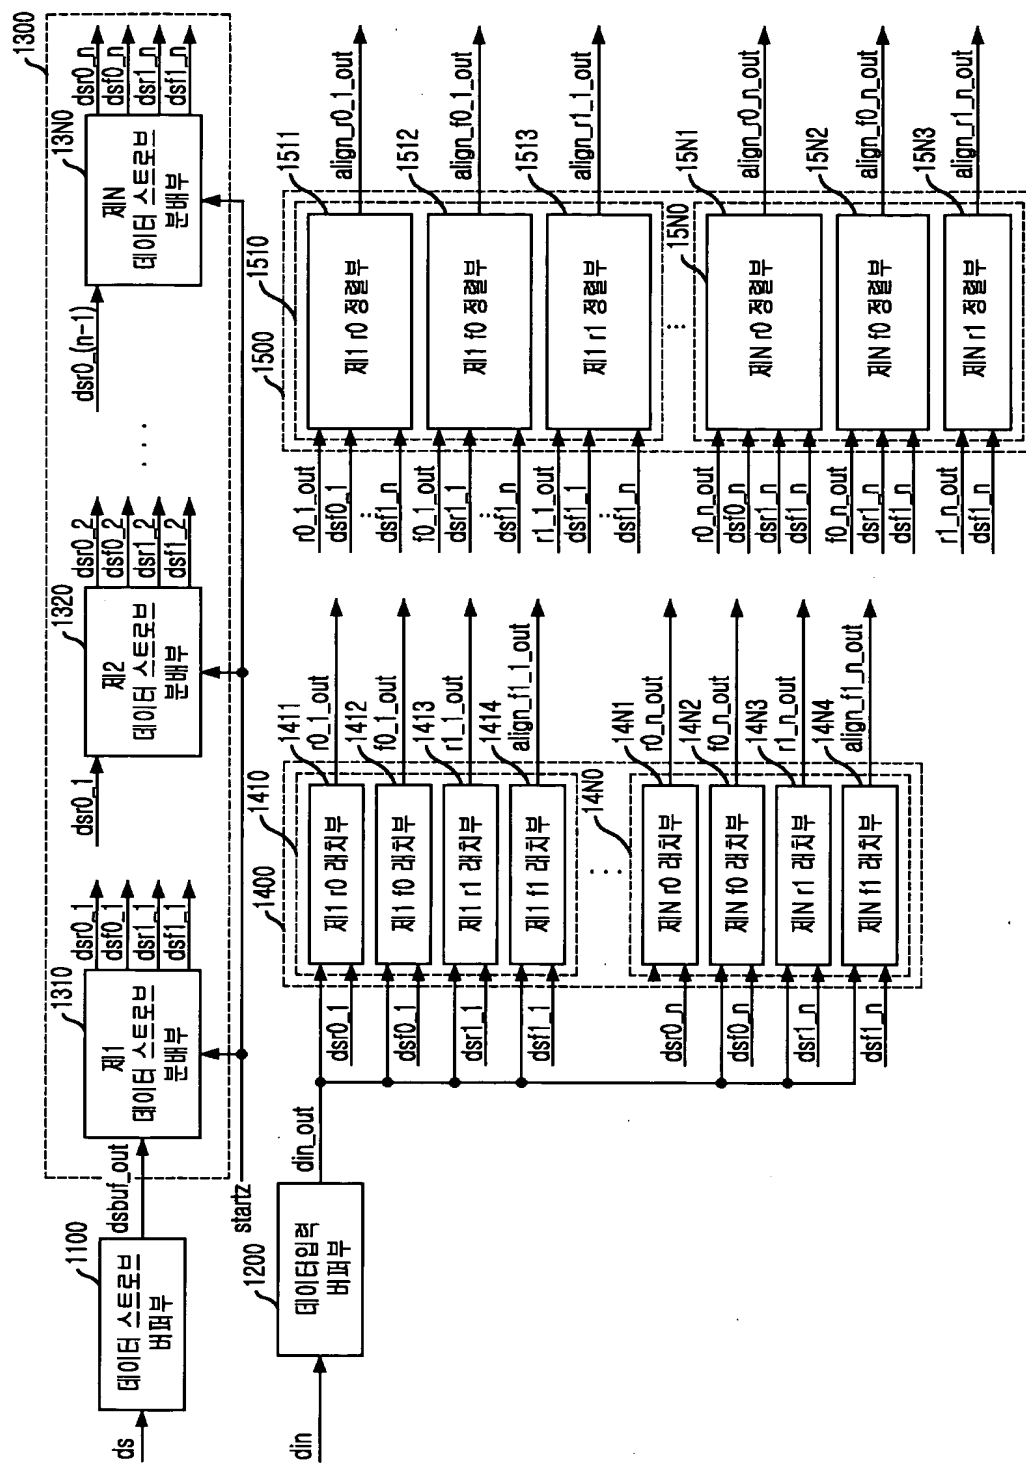 ds
1100
데이터 스트로브
버퍼부
dsbuf_out
1300
1310
제1
데이터 스트로브
분배부
dsr0_1
dsf0_1
dsr1_1
dsf1_1
dsr0_1
1320
제2
데이터 스트로브
분배부
dsr0_2
dsf0_2
dsr1_2
dsf1_2
...
dsr0_(n-1)
13N0
제N
데이터 스트로브
분배부
dsr0_n
dsf0_n
dsr1_n
dsf1_n
startz
din
1200
데이터입력
버퍼부
din_out
1400
1410
dsr0_1
1411
제1 r0 래치부
r0_1_out
dsf0_1
1412
제1 f0 래치부
f0_1_out
dsr1_1
1413
제1 r1 래치부
r1_1_out
dsf1_1
1414
제1 f1 래치부
align_f1_1_out
...
14N0
dsr0_n
14N1
제N r0 래치부
r0_n_out
dsf0_n
14N2
제N f0 래치부
f0_n_out
dsr1_n
14N3
제N r1 래치부
r1_n_out
dsf1_n
14N4
제N f1 래치부
align_f1_n_out
1500
1510
r0_1_out
dsf0_1
...
dsf1_n
1511
제1 r0 정렬부
align_r0_1_out
f0_1_out
dsr1_1
...
dsf1_n
1512
제1 f0 정렬부
align_f0_1_out
r1_1_out
dsf1_1
...
dsf1_n
1513
제1 r1 정렬부
align_r1_1_out
...
15N0
r0_n_out
dsf0_n
dsr1_n
dsf1_n
15N1
제N r0 정렬부
align_r0_n_out
f0_n_out
dsr1_n
dsf1_n
15N2
제N f0 정렬부
align_f0_n_out
r1_n_out
dsf1_n
15N3
제N r1 정렬부
align_r1_n_out